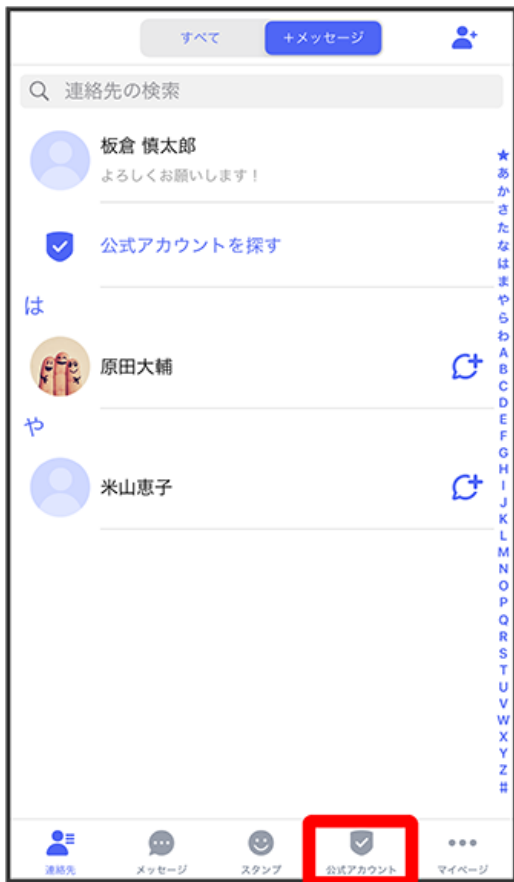 すべて
+メッセージ
連絡先の検索
板倉 慎太郎
よろしくお願いします！
公式アカウントを探す
は
原田大輔
や
米山恵子
★
あ
か
さ
た
な
は
ま
や
ら
わ
A
B
C
D
E
F
G
H
I
J
K
L
M
N
O
P
Q
R
S
T
U
V
W
X
Y
Z
#
連絡先
メッセージ
スタンプ
公式アカウント
マイページ